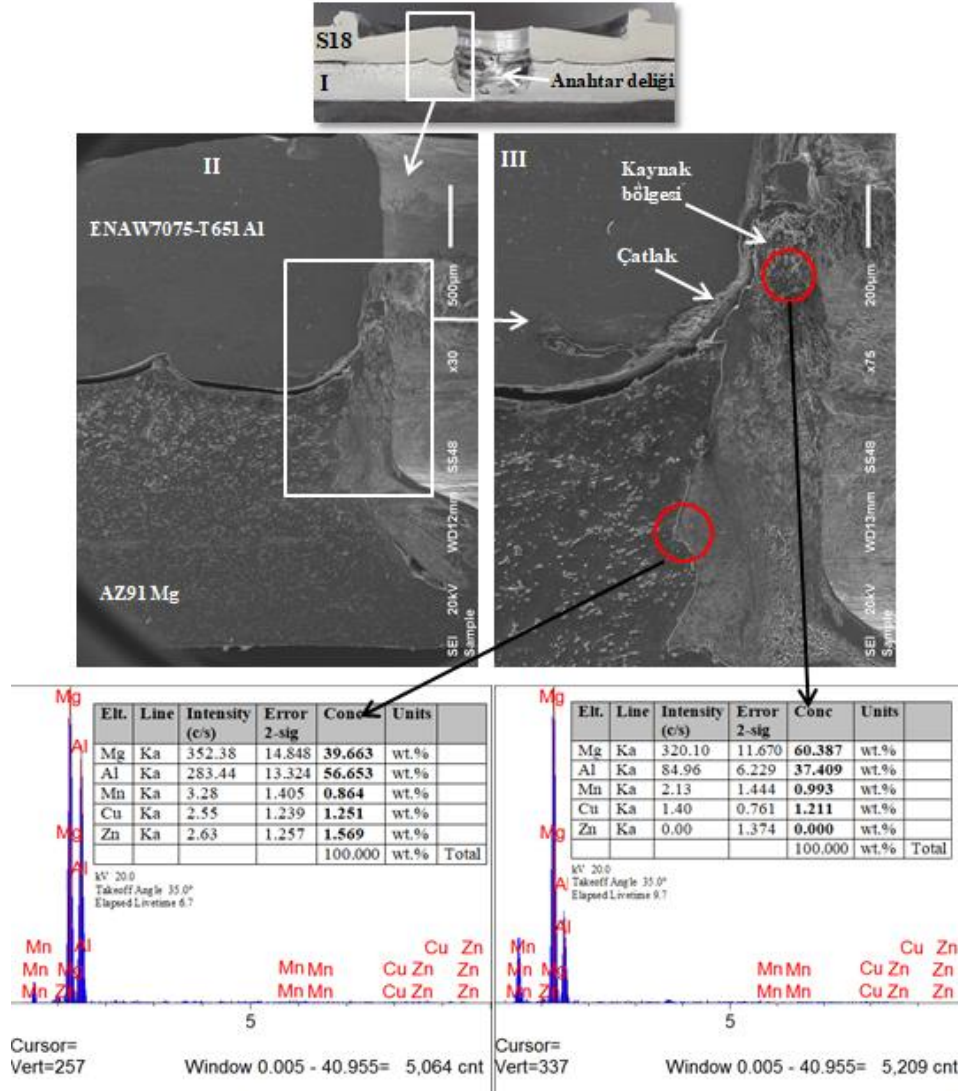 S18
I
Anahtar deliği
II
ENAW7075-T651 Al
AZ91 Mg
SEI 20kV WD12mm SS48 x30 500µm
Sample
III
Kaynak
bölgesi
Çatlak
SEI 20kV WD13mm SS48 x75 200µm
Sample
Mg
Al
Mg
Al
Mn
Al
Mn
Mg
Mn
Zn
Elt. Line Intensity (c/s) Error 2-sig Conc Units
Mg Ka 352.38 14.848 39.663 wt.%
Al Ka 283.44 13.324 56.653 wt.%
Mn Ka 3.28 1.405 0.864 wt.%
Cu Ka 2.55 1.239 1.251 wt.%
Zn Ka 2.63 1.257 1.569 wt.%
100.000 wt.% Total
kV 20.0
Takeoff Angle 35.0°
Elapsed Livetime 6.7
Cu Zn
Mn Mn Cu Zn Zn
Mn Mn Cu Zn Zn
5
Cursor=
Vert=257 Window 0.005 - 40.955= 5,064 cnt
Mg
Elt. Line Intensity (c/s) Error 2-sig Conc Units
Mg Ka 320.10 11.670 60.387 wt.%
Al Ka 84.96 6.229 37.409 wt.%
Mn Ka 2.13 1.444 0.993 wt.%
Cu Ka 1.40 0.761 1.211 wt.%
Zn Ka 0.00 1.374 0.000 wt.%
100.000 wt.% Total
kV 20.0
Takeoff Angle 35.0°
Elapsed Livetime 9.7
Mg
Al
Al
Mn
Mn Mg
Mn Zn
Cu Zn
Mn Mn Cu Zn Zn
Mn Mn Cu Zn Zn
5
Cursor=
Vert=337 Window 0.005 - 40.955= 5,209 cnt